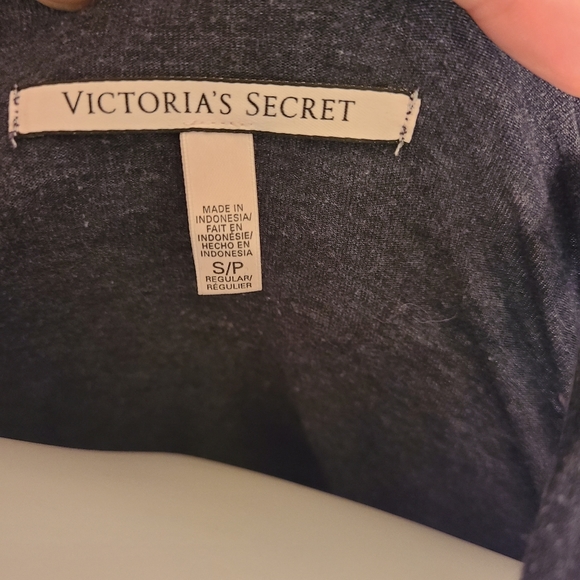 VICTORIA'S SECRET
MADE IN
INDONESIA/
FAIT EN
INDONÉSIE/
HECHO EN
INDONESIA
S/P
REGULAR/
RÉGULIER